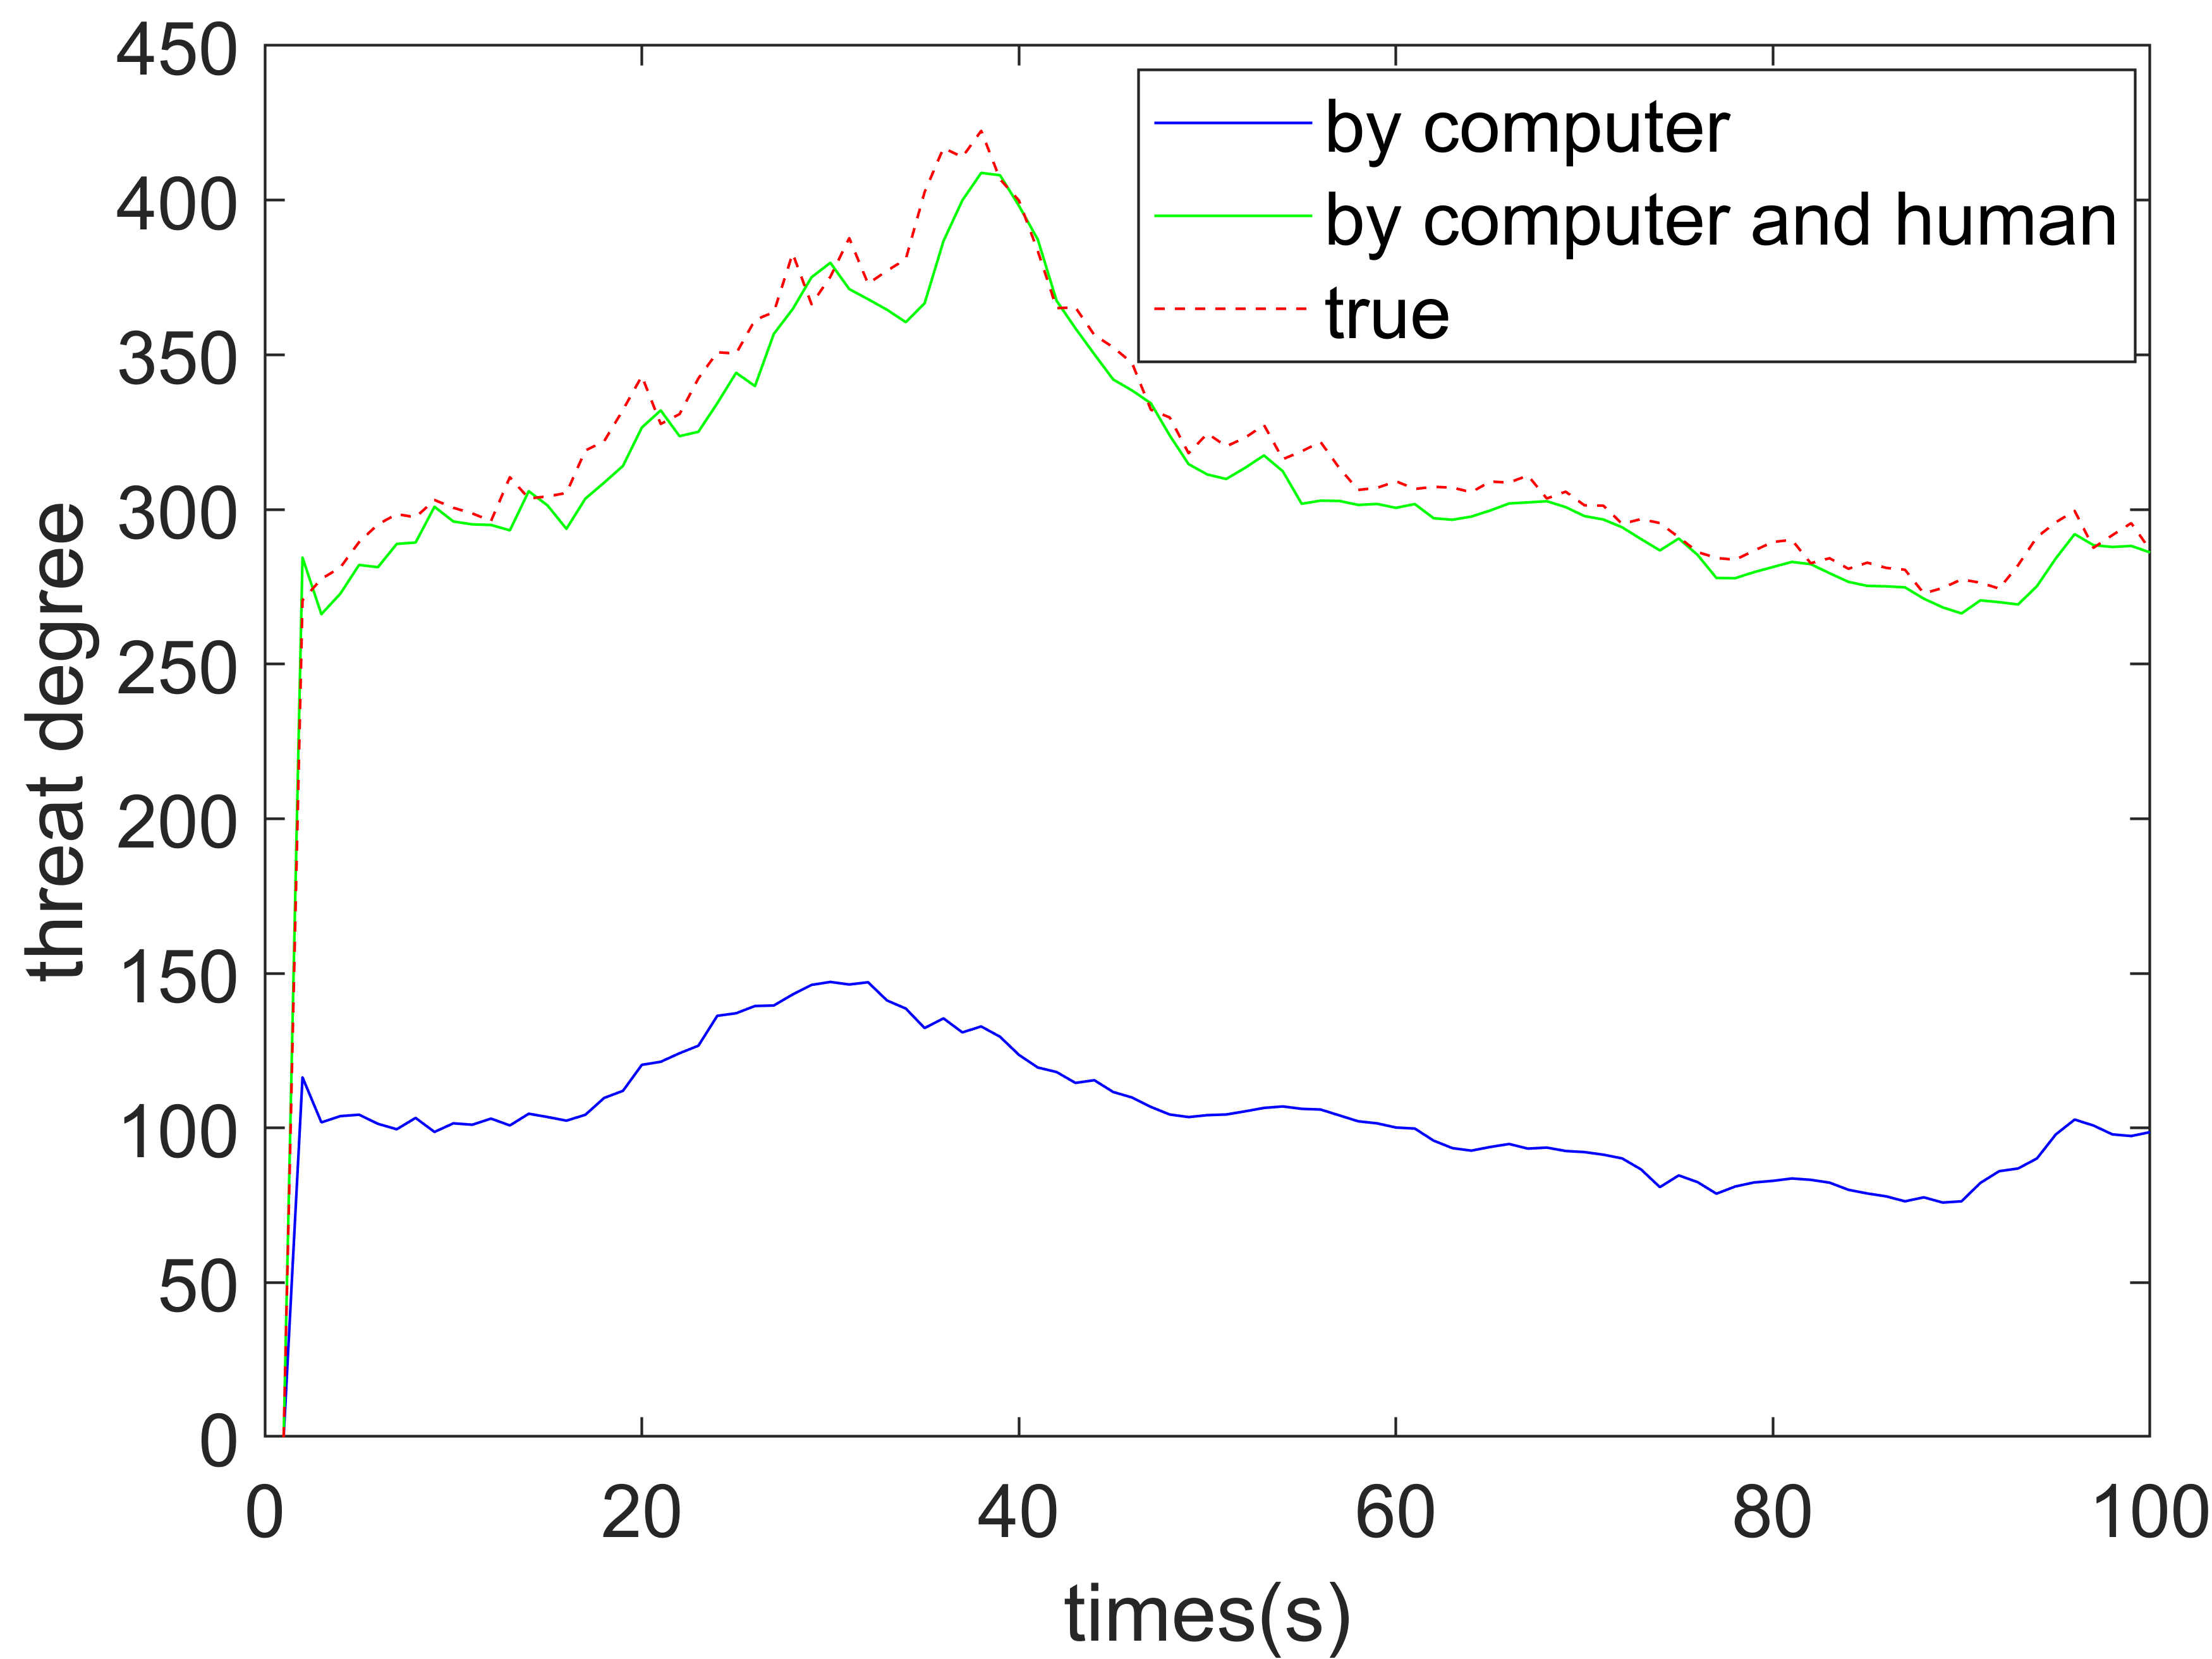 450
400
350
300
250
200
150
100
50
0
threat degree
by computer
by computer and human
true
0 20 40 60 80 100
times(s)